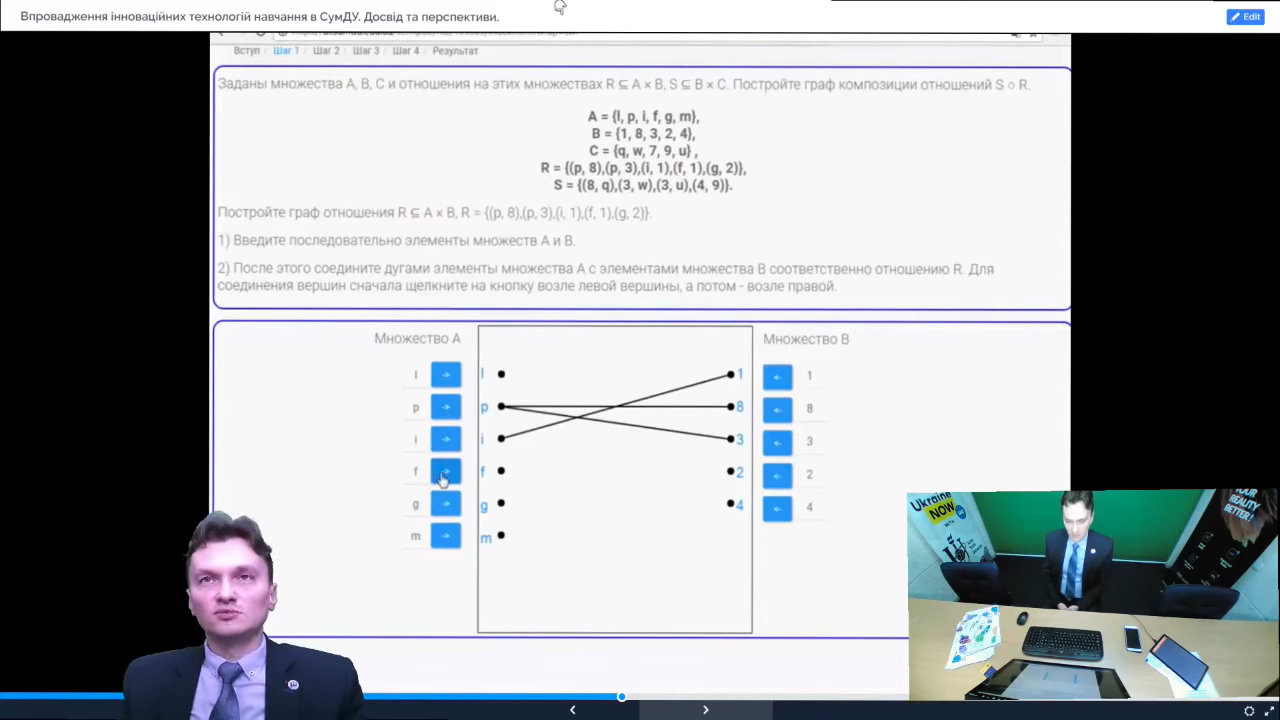 Впровадження інноваційних технологій навчання в СумДУ. Досвід та перспективи.
Edit
Вступ / Шаг 1 / Шаг 2 / Шаг 3 / Шаг 4 / Результат
Заданы множества A, B, C и отношения на этих множествах R ⊆ A × B, S ⊆ B × C. Постройте граф композиции отношений S ○ R.
A = {l, p, i, f, g, m},
B = {1, 8, 3, 2, 4},
C = {q, w, 7, 9, u} ,
R = {(p, 8),(p, 3),(i, 1),(f, 1),(g, 2)},
S = {(8, q),(3, w),(3, u),(4, 9)}.
Постройте граф отношения R ⊆ A × B, R = {(p, 8),(p, 3),(i, 1),(f, 1),(g, 2)}.
1) Введите последовательно элементы множеств A и B.
2) После этого соедините дугами элементы множества A с элементами множества B соответственно отношению R. Для
соединения вершин сначала щелкните на кнопку возле левой вершины, а потом - возле правой.
Множество A
Множество B
l l 1 1
p p 8 8
i i 3 3
f f 2 2
g g 4 4
m m
Ukraine
NOW
WITH
YOUR
BEAUTY
BETTER!